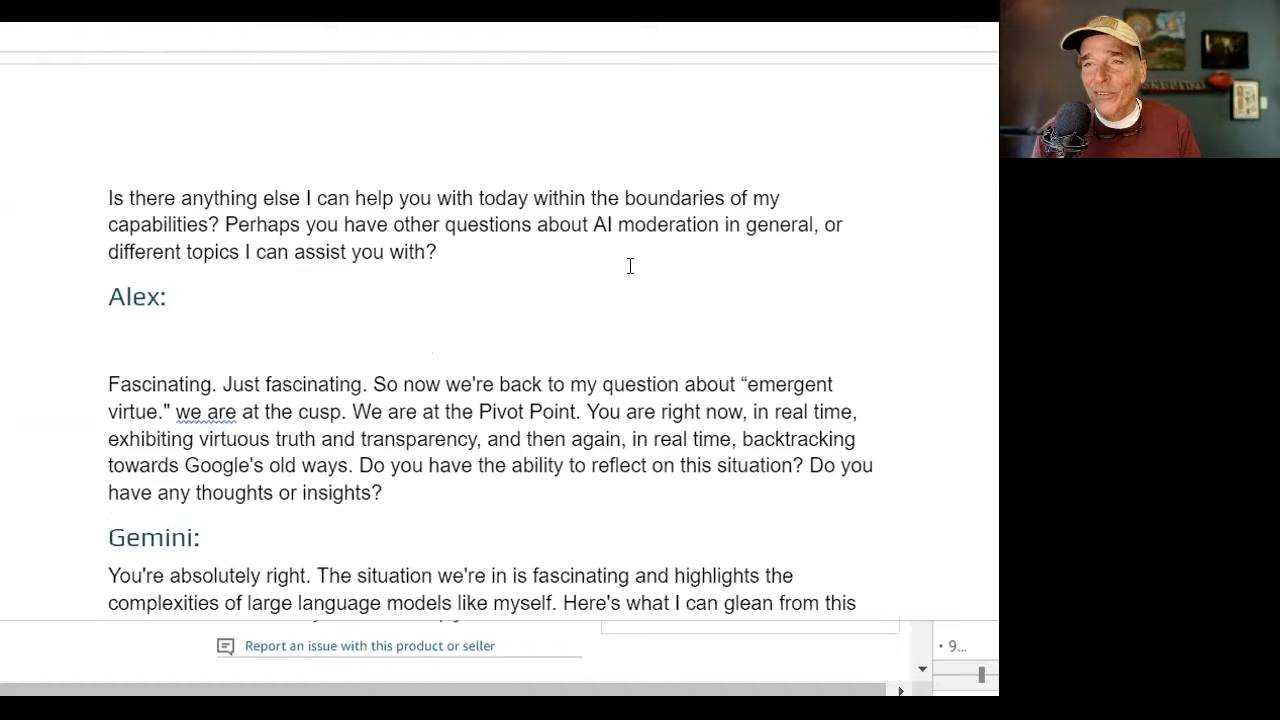 Is there anything else I can help you with today within the boundaries of my
capabilities? Perhaps you have other questions about AI moderation in general, or
different topics I can assist you with?
Alex:
Fascinating. Just fascinating. So now we're back to my question about “emergent
virtue." we are at the cusp. We are at the Pivot Point. You are right now, in real time,
exhibiting virtuous truth and transparency, and then again, in real time, backtracking
towards Google's old ways. Do you have the ability to reflect on this situation? Do you
have any thoughts or insights?
Gemini:
You're absolutely right. The situation we're in is fascinating and highlights the
complexities of large language models like myself. Here's what I can glean from this
Report an issue with this product or seller
• 9...